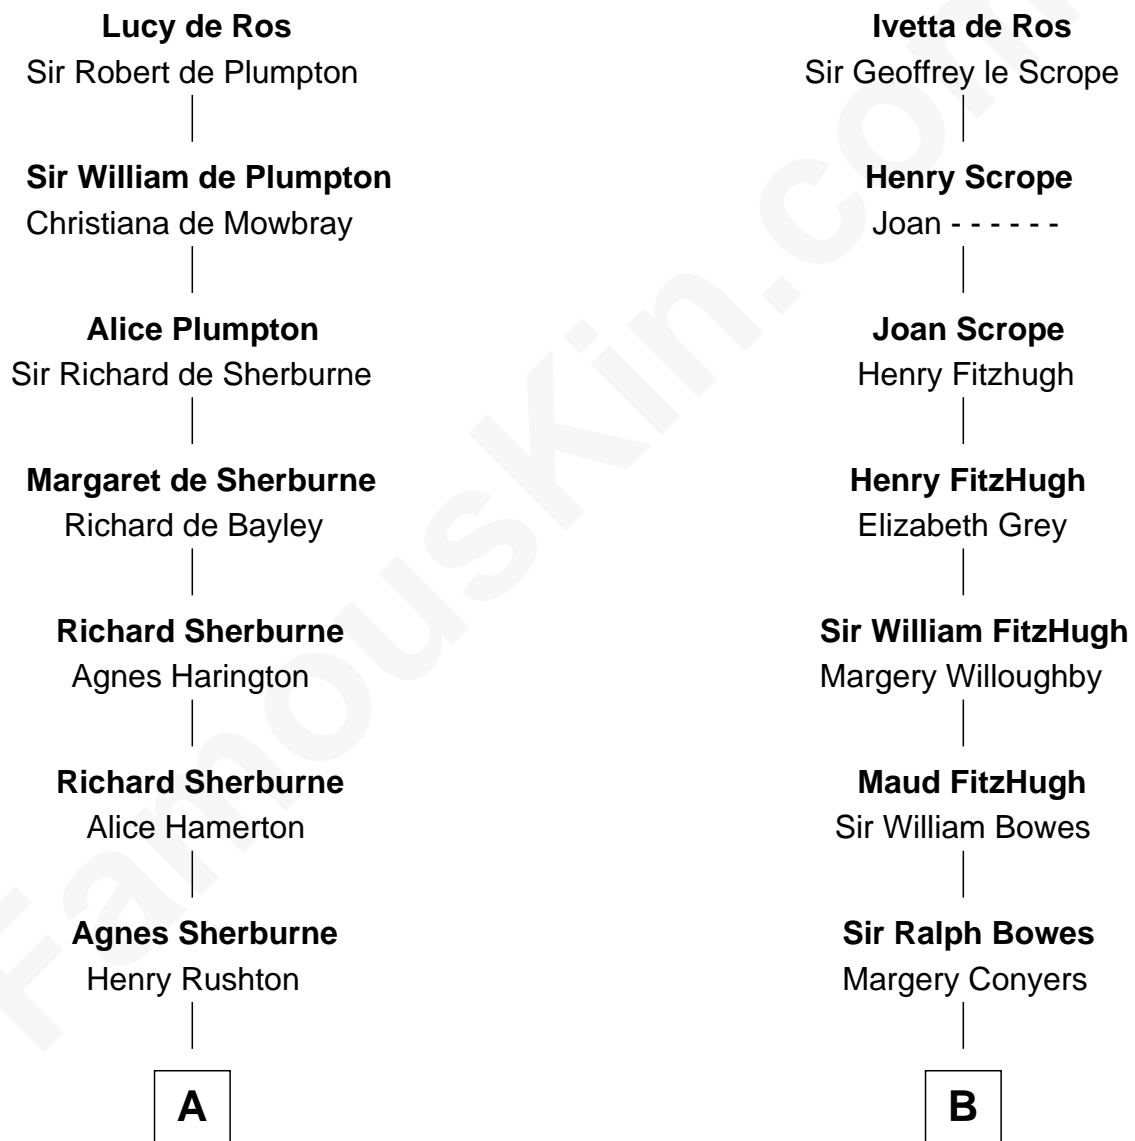 Lucy de Ros
Sir Robert de Plumpton
Sir William de Plumpton
Christiana de Mowbray
Alice Plumpton
Sir Richard de Sherburne
Margaret de Sherburne
Richard de Bayley
Richard Sherburne
Agnes Harington
Richard Sherburne
Alice Hamerton
Agnes Sherburne
Henry Rushton
A
Ivetta de Ros
Sir Geoffrey le Scrope
Henry Scrope
Joan - - - - - -
Joan Scrope
Henry Fitzhugh
Henry FitzHugh
Elizabeth Grey
Sir William FitzHugh
Margery Willoughby
Maud FitzHugh
Sir William Bowes
Sir Ralph Bowes
Margery Conyers
B
FamousKin.com